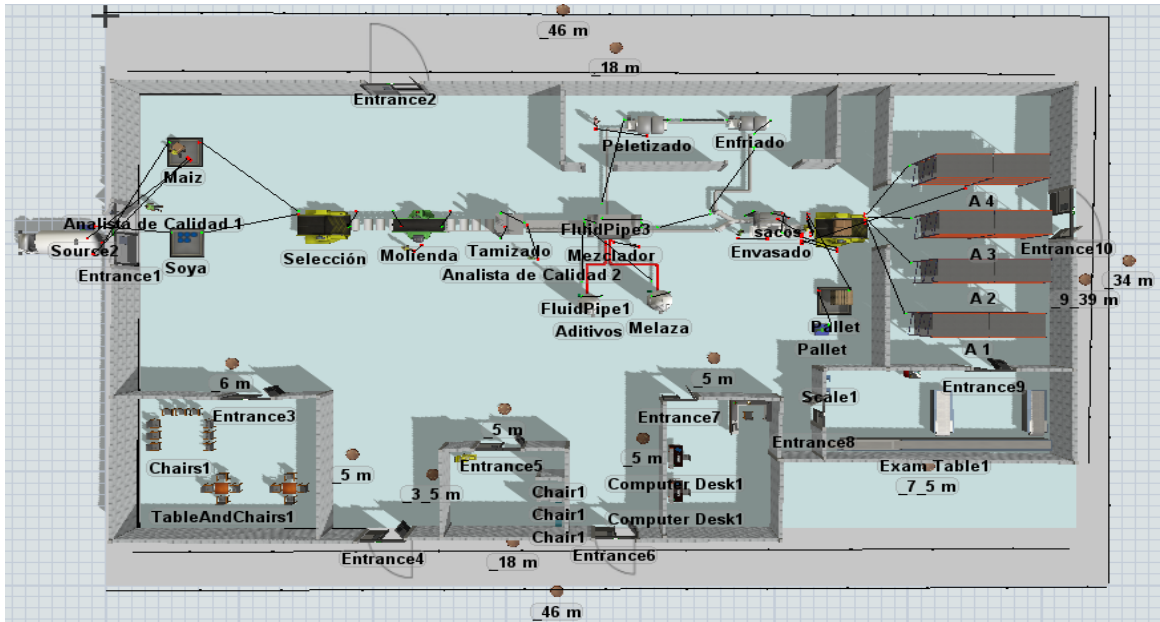 _46 m
_18 m
Entrance2
Peletizado
Enfriado
Maiz
A 4
Analista de Calidad 1
Source2
Entrance1
Soya
Selección
Molienda
Tamizado
FluidPipe3
Mezclador
Analista de Calidad 2
sacos
Envasado
Entrance10
A 3
_34 m
_9_39 m
A 2
FluidPipe1
Aditivos
Melaza
Pallet
Pallet
A 1
_6 m
_5 m
Entrance9
Entrance3
_5 m
Entrance7
Scale1
Entrance8
Chairs1
_5 m
_3_5 m
Entrance5
_5 m
Computer Desk1
Exam Table1
_7_5 m
Chair1
TableAndChairs1
Chair1
Computer Desk1
Chair1
Entrance4
_18 m
Entrance6
_46 m